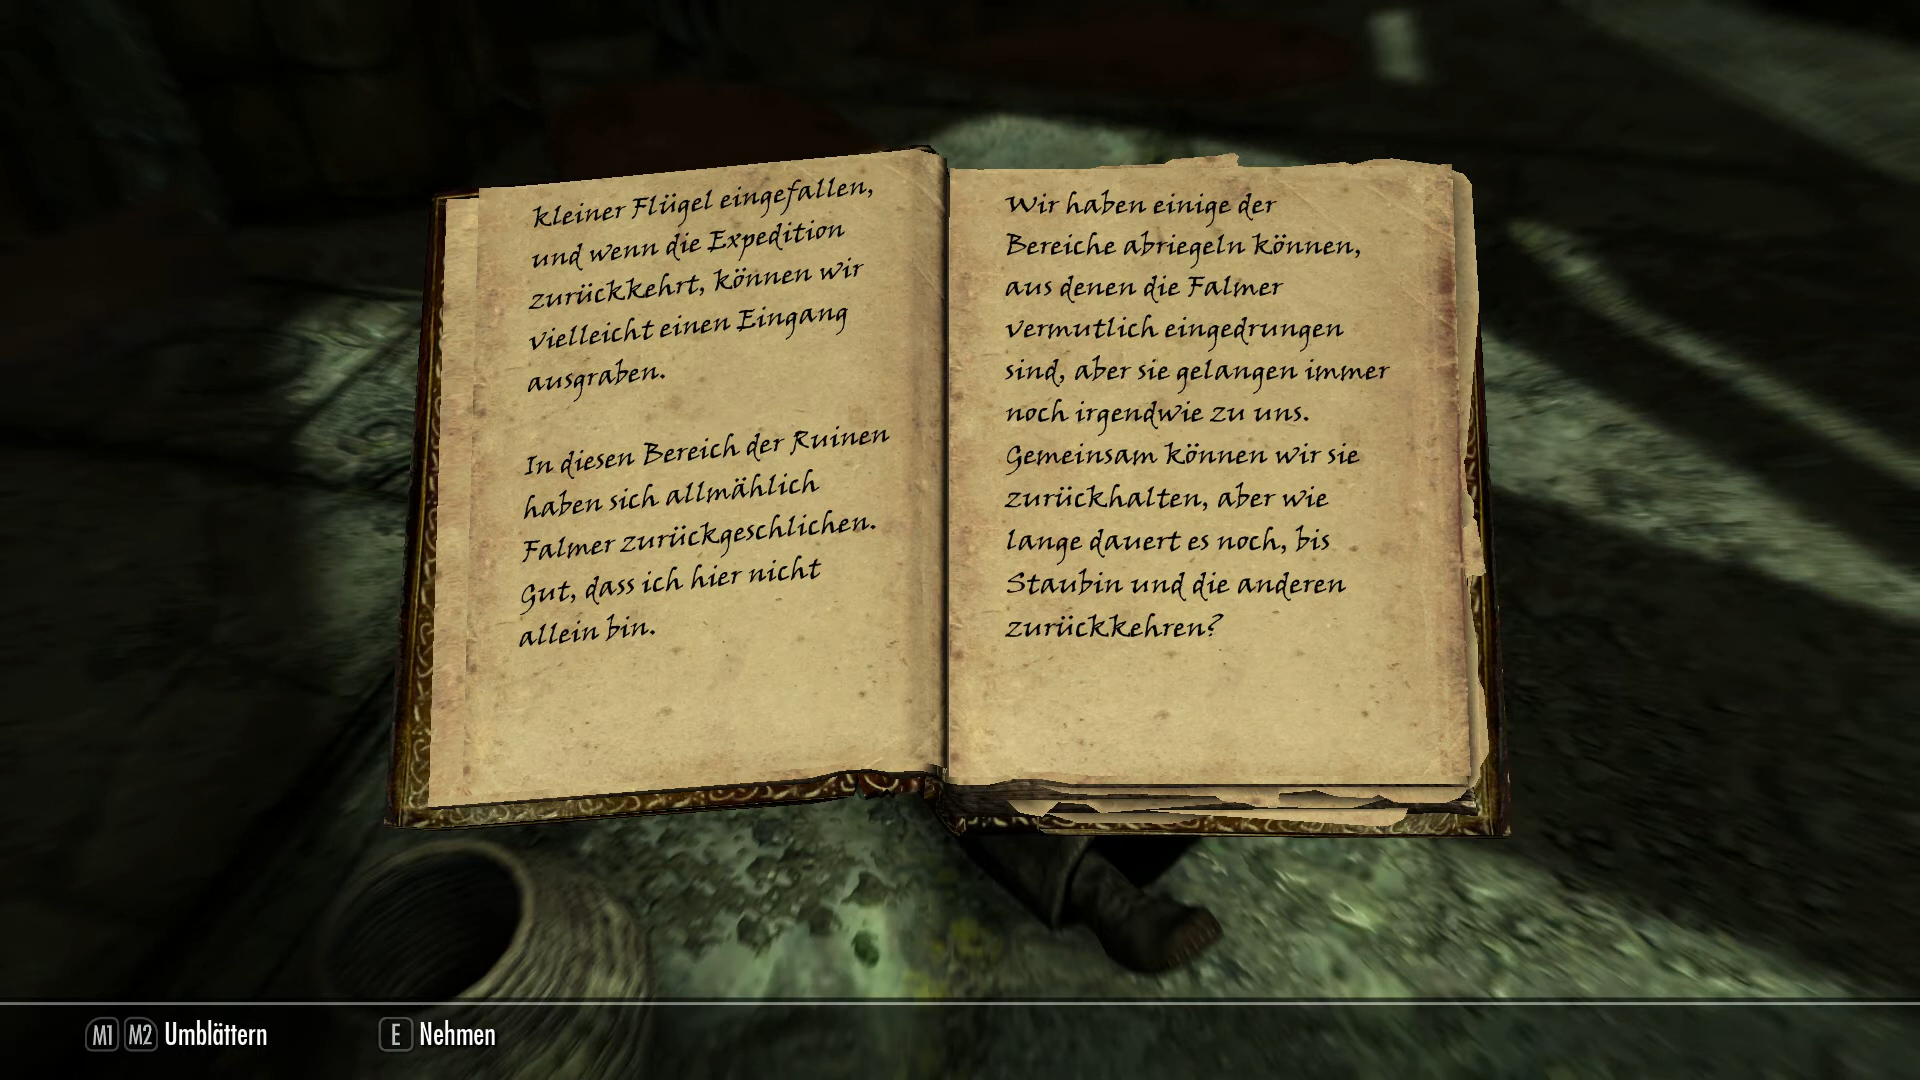 kleiner Flügel eingefallen,
und wenn die Expedition
zurückkehrt, können wir
vielleicht einen Eingang
ausgraben.
In diesen Bereich der Ruinen
haben sich allmählich
Falmer zurückgeschlichen.
Gut, dass ich hier nicht
allein bin.
Wir haben einige der
Bereiche abriegeln können,
aus denen die Falmer
vermutlich eingedrungen
sind, aber sie gelangen immer
noch irgendwie zu uns.
Gemeinsam können wir sie
zurückhalten, aber wie
lange dauert es noch, bis
Staubin und die anderen
zurückkehren?
M1 M2 Umblättern
E Nehmen